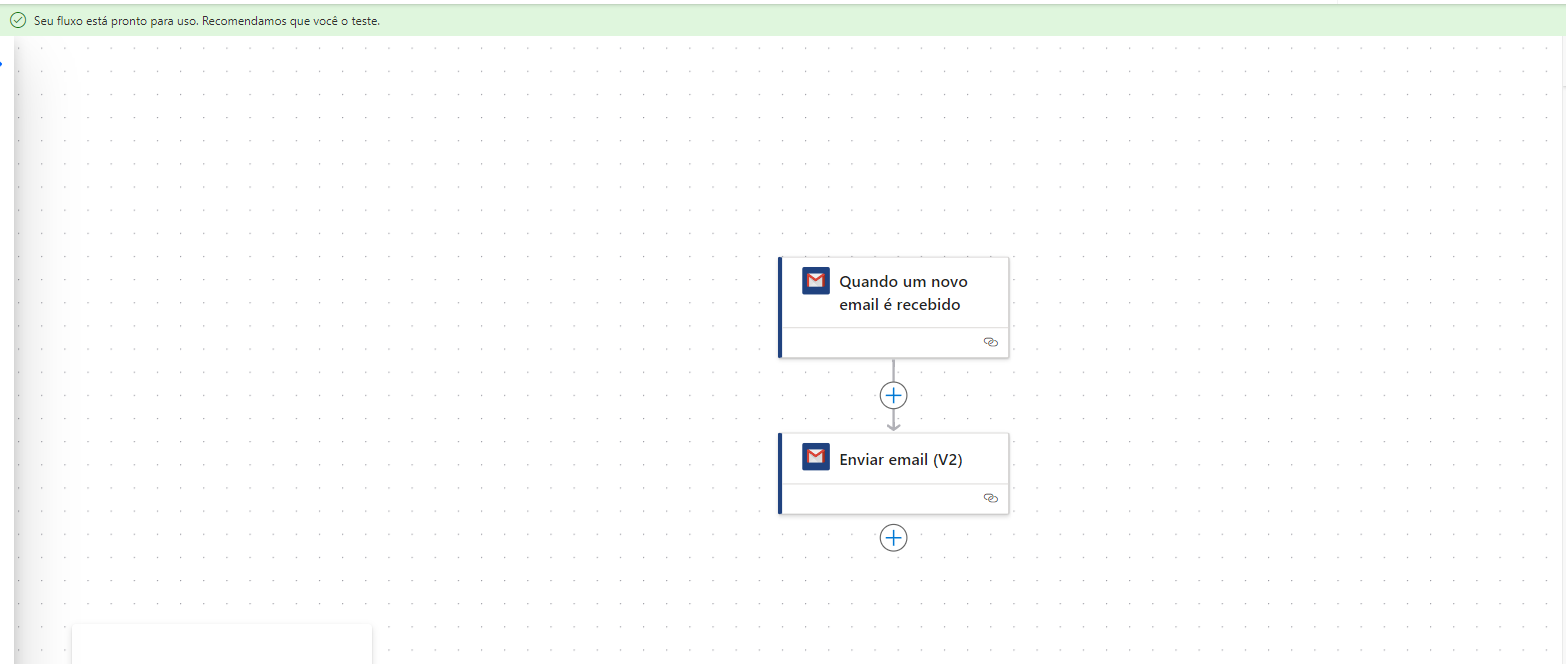 Seu fluxo está pronto para uso. Recomendamos que você o teste.
Quando um novo
email é recebido
Enviar email (V2)